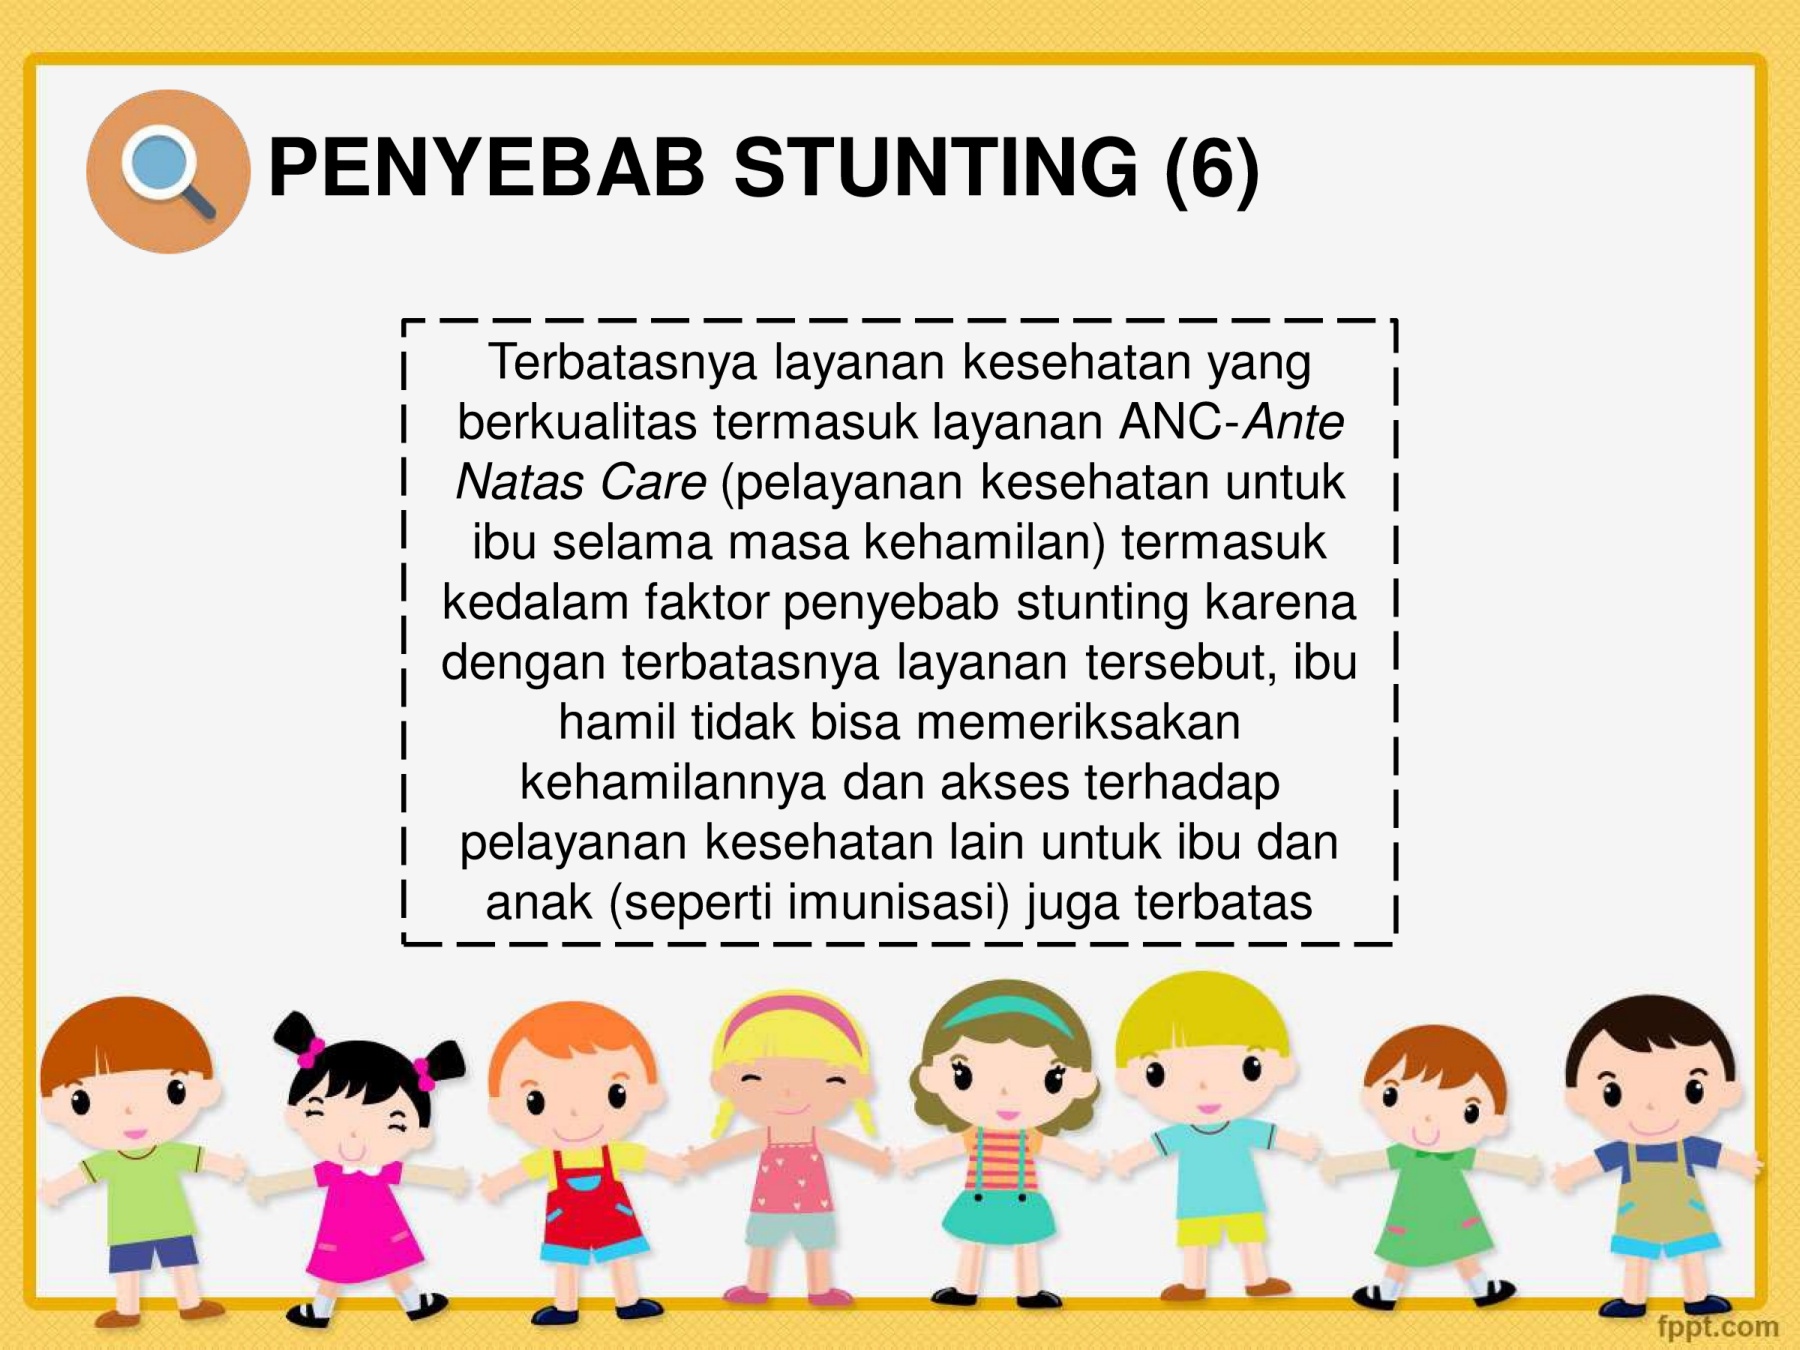 PENYEBAB STUNTING (6)
Terbatasnya layanan kesehatan yang
berkualitas termasuk layanan ANC-Ante
Natas Care (pelayanan kesehatan untuk
ibu selama masa kehamilan) termasuk
kedalam faktor penyebab stunting karena
dengan terbatasnya layanan tersebut, ibu
hamil tidak bisa memeriksakan
kehamilannya dan akses terhadap
pelayanan kesehatan lain untuk ibu dan
anak (seperti imunisasi) juga terbatas
fppt.com